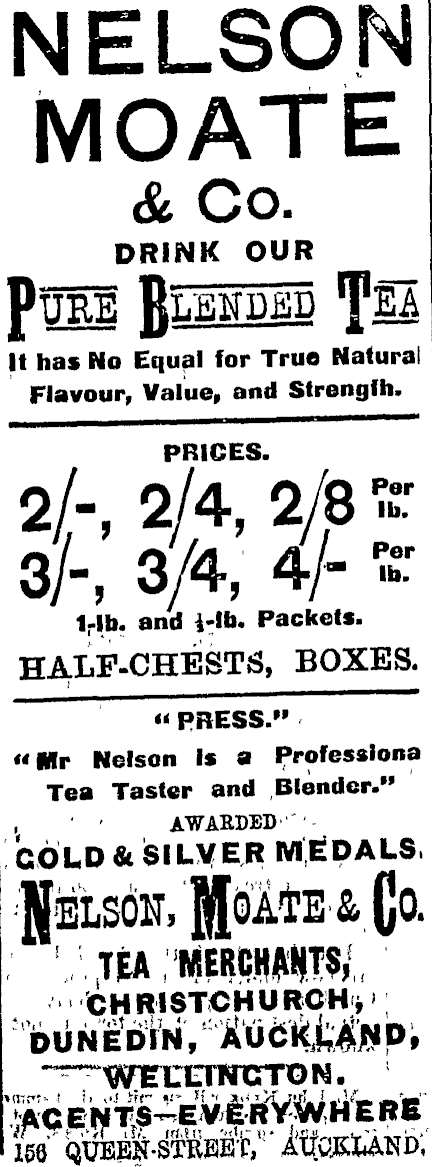 NELSON
MOATE
& Co.
DRINK OUR
PURE BLENDED TEA
It has No Equal for True Natural
Flavour, Value, and Strength.
PRICES.
2/-, 2/4, 2/8 Per lb.
3/-, 3/4, 4/- Per lb.
1-lb. and ½-lb. Packets.
HALF-CHESTS, BOXES.
"PRESS."
"Mr Nelson is a Professiona
Tea Taster and Blender."
AWARDED
GOLD & SILVER MEDALS.
NELSON, MOATE & Co.
TEA MERCHANTS,
CHRISTCHURCH,
DUNEDIN, AUCKLAND,
WELLINGTON.
AGENTS—EVERYWHERE
156 QUEEN-STREET, AUCKLAND.